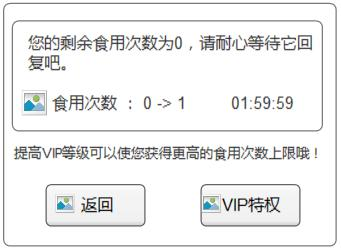 您的剩余食用次数为0，请耐心等待它回
复吧。
食用次数 ： 0 -> 1 01:59:59
提高VIP等级可以使您获得更高的食用次数上限哦！
返回 VIP特权